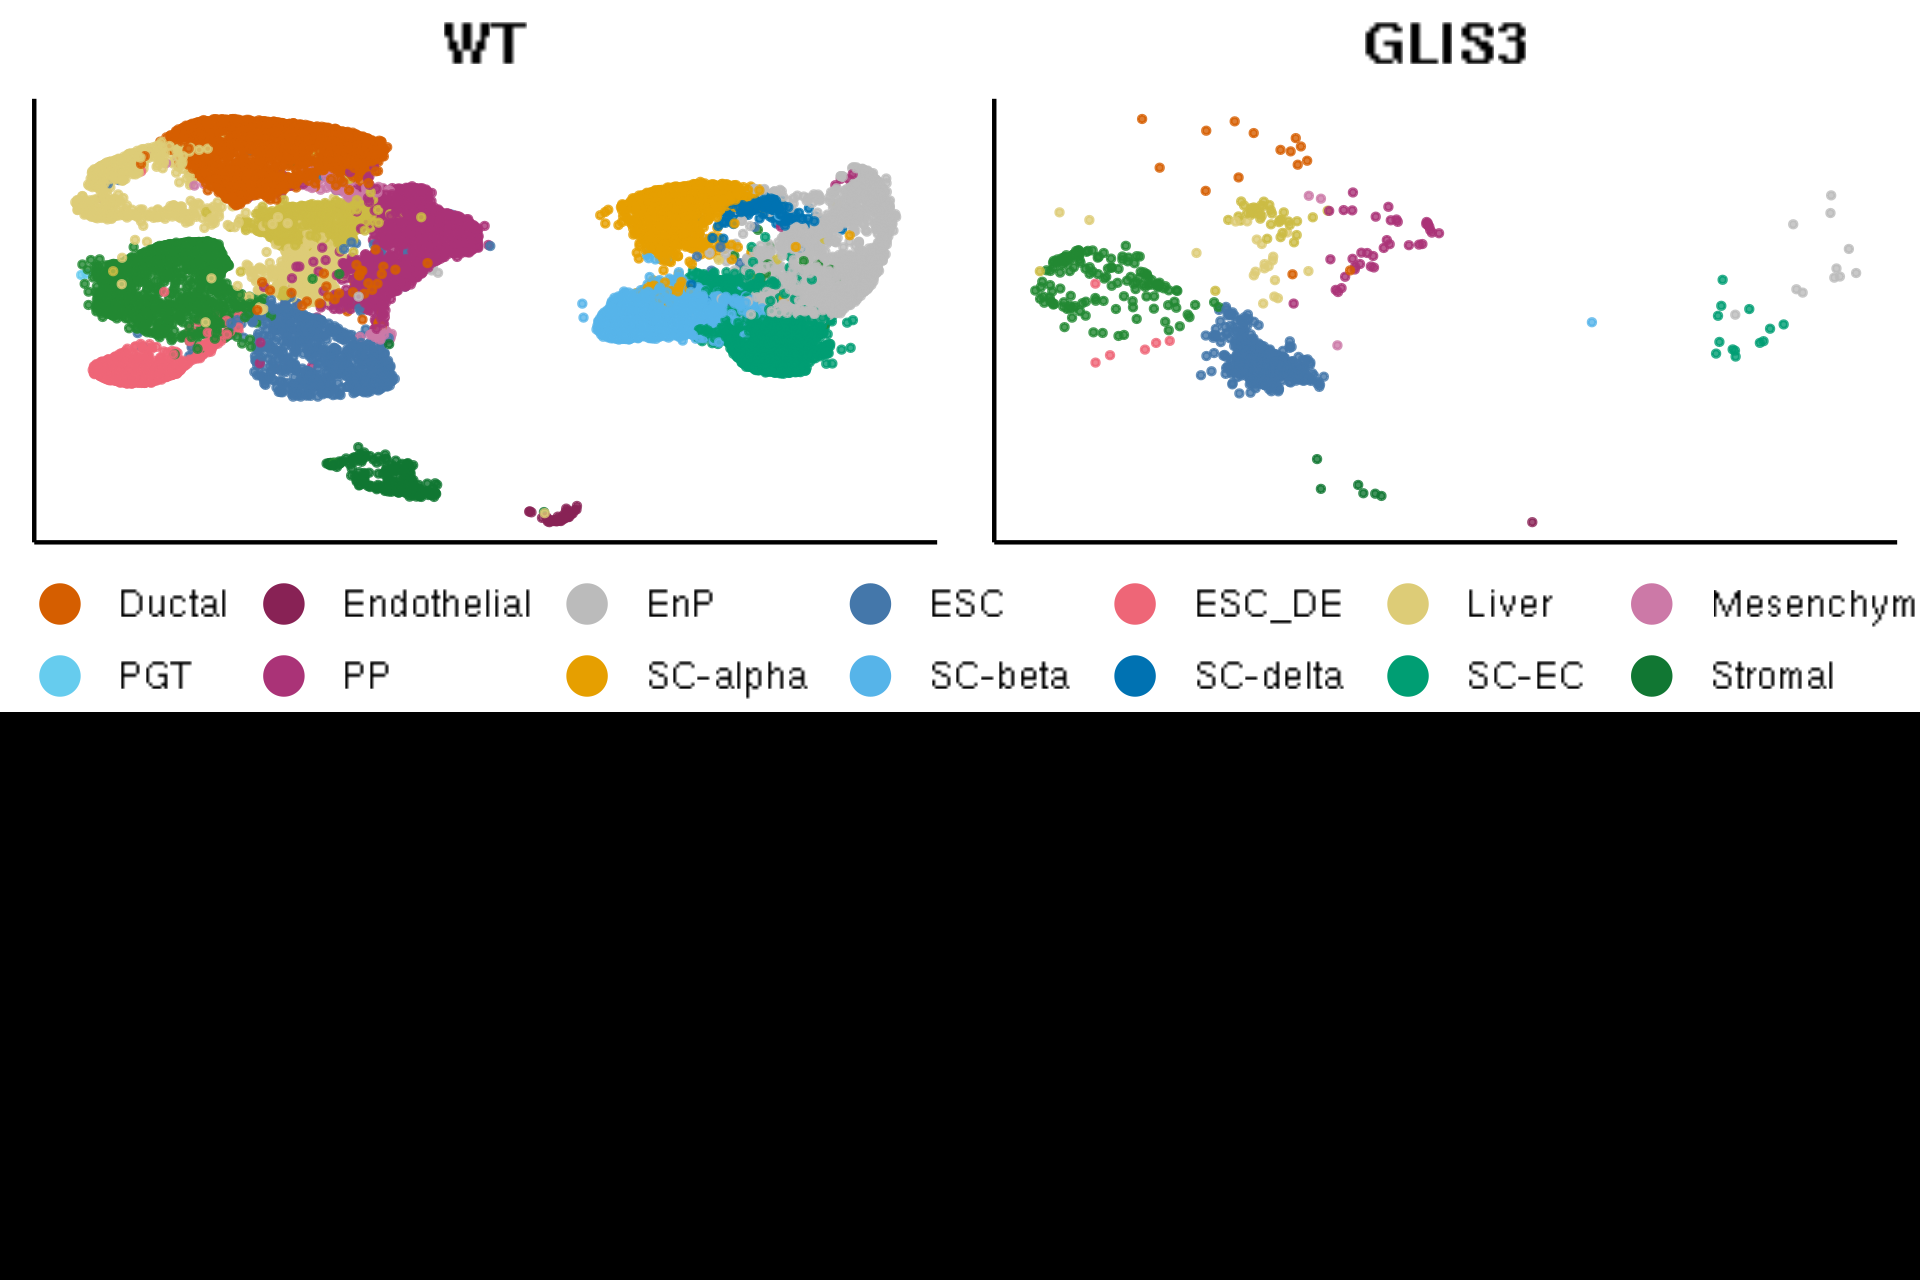 WT GLIS3
Ductal Endothelial EnP ESC ESC_DE Liver Mesenchym
PGT PP SC-alpha SC-beta SC-delta SC-EC Stromal